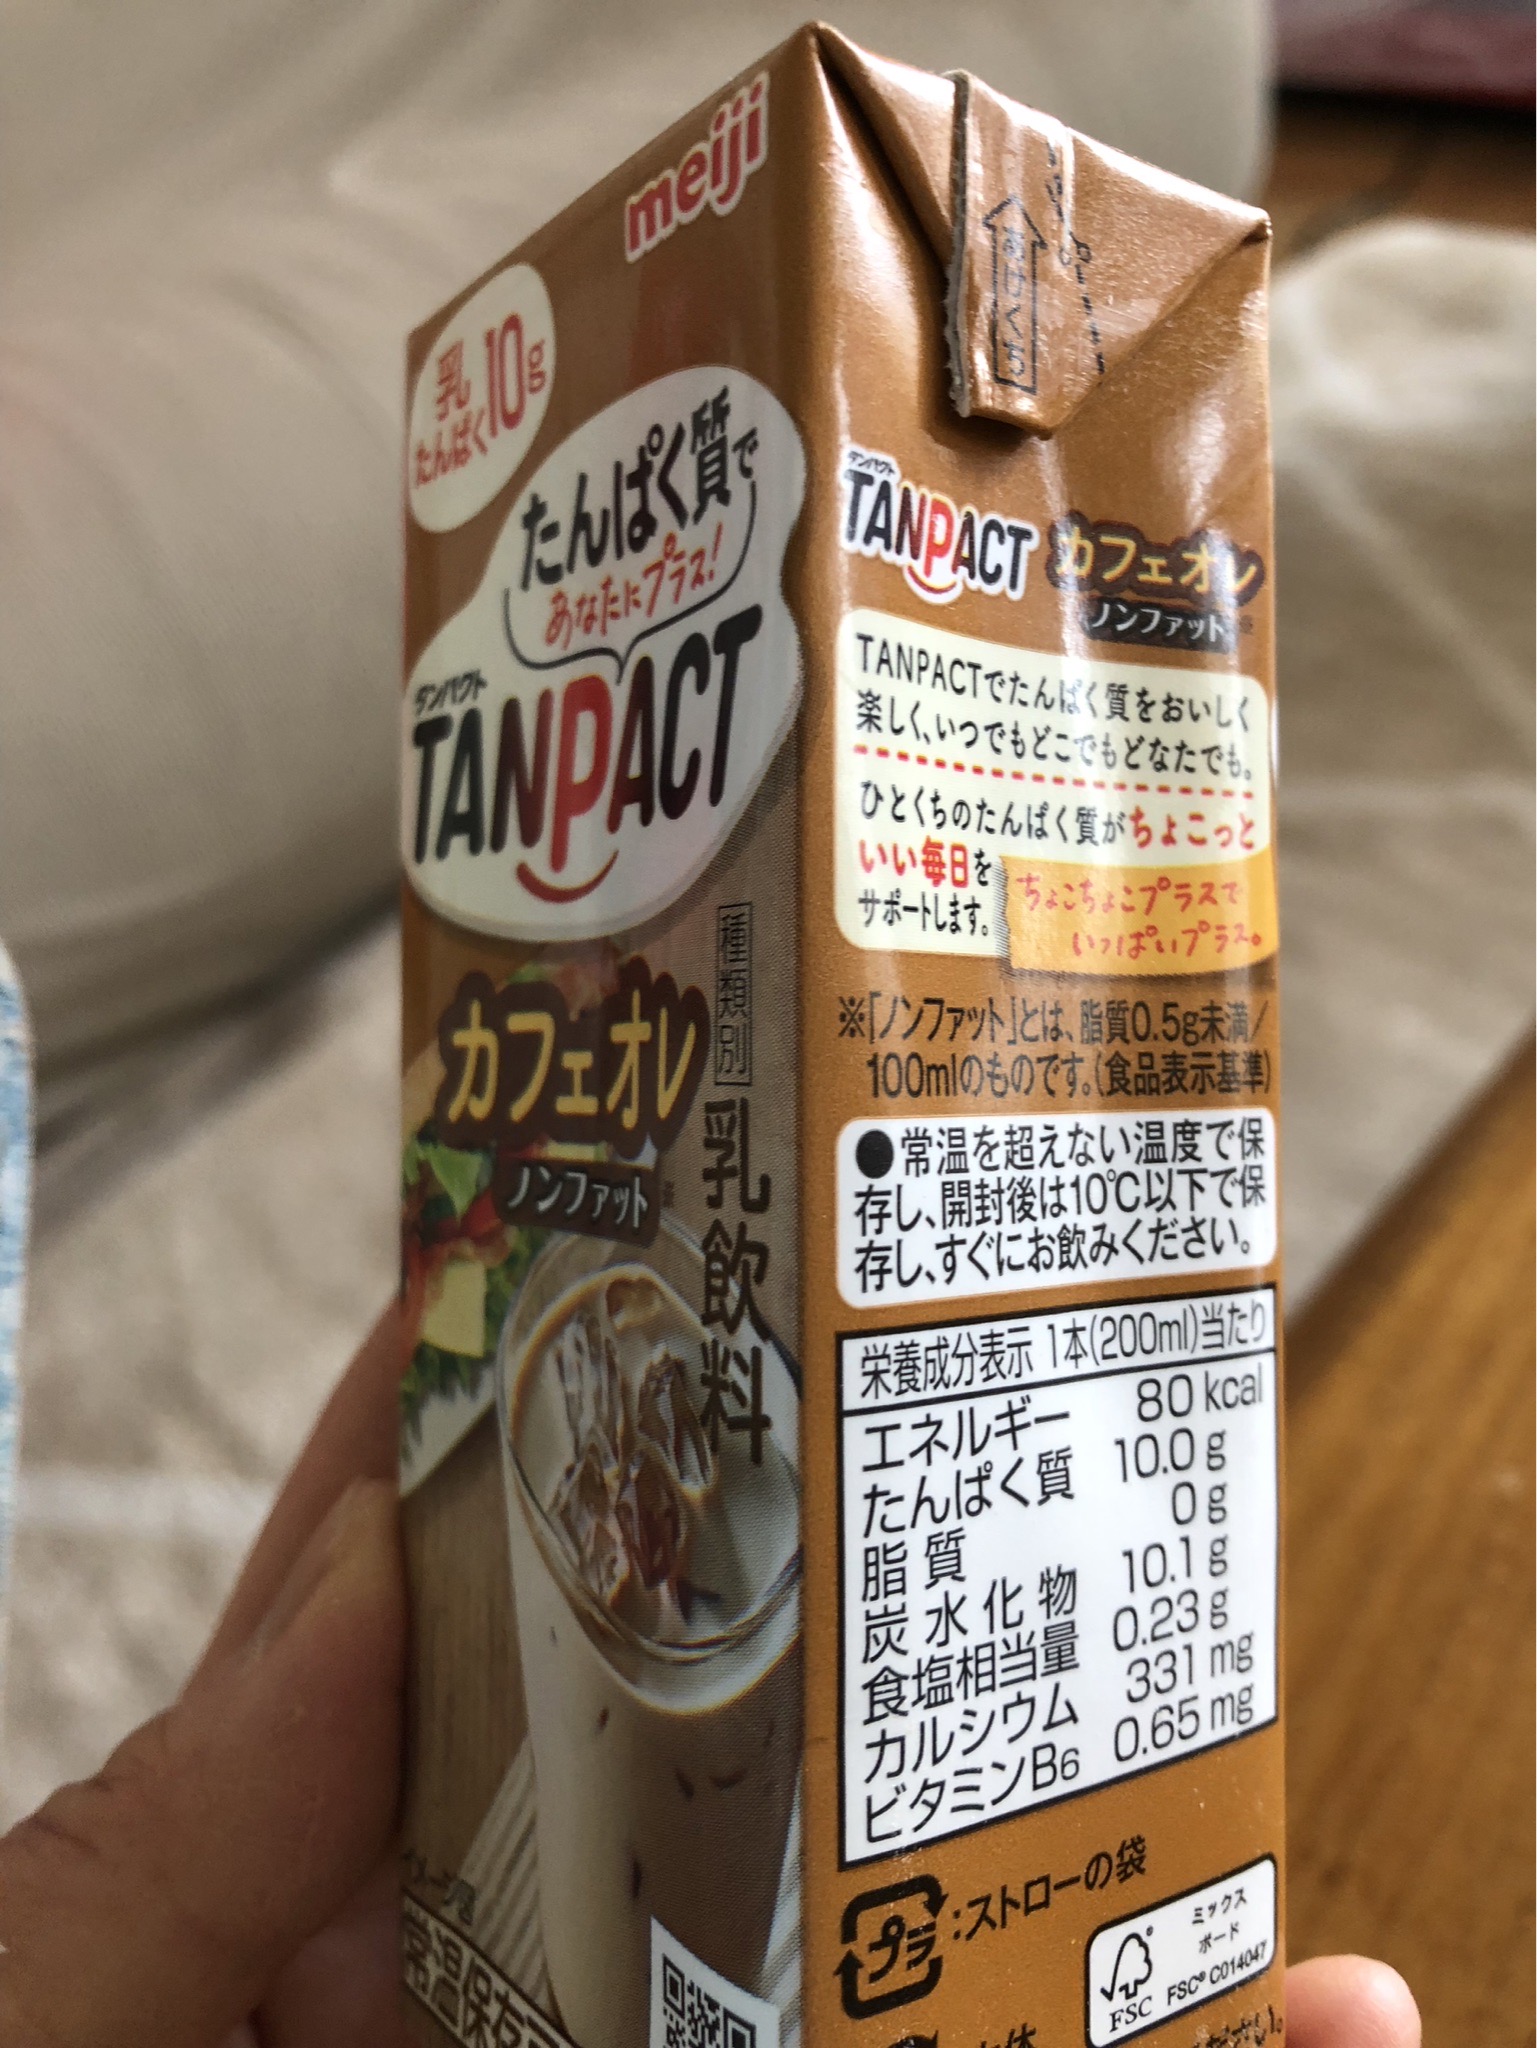 meiji
乳
たんぱく10g
たんぱく質で
あなたにプラス!
タンパクト
TANPACT
カフェオレ
ノンファット
種類別
乳飲料
あけくち
タンパクト
TANPACT
カフェオレ
ノンファット
TANPACTでたんぱく質をおいしく
楽しく、いつでもどこでもどなたでも。
ひとくちのたんぱく質がちょこっと
いい毎日を
サポートします。
ちょこちょこプラスで
いっぱいプラス。
※「ノンファット」とは、脂質0.5g未満/
100mlのものです。(食品表示基準)
●常温を超えない温度で保
存し、開封後は10℃以下で保
存し、すぐにお飲みください。
栄養成分表示 1本(200ml)当たり
エネルギー 80 kcal
たんぱく質 10.0 g
脂質 0 g
炭水化物 10.1 g
食塩相当量 0.23 g
カルシウム 331 mg
ビタミンB6 0.65 mg
プラ:ストローの袋
ミックス
ボード
FSC FSC® C014047